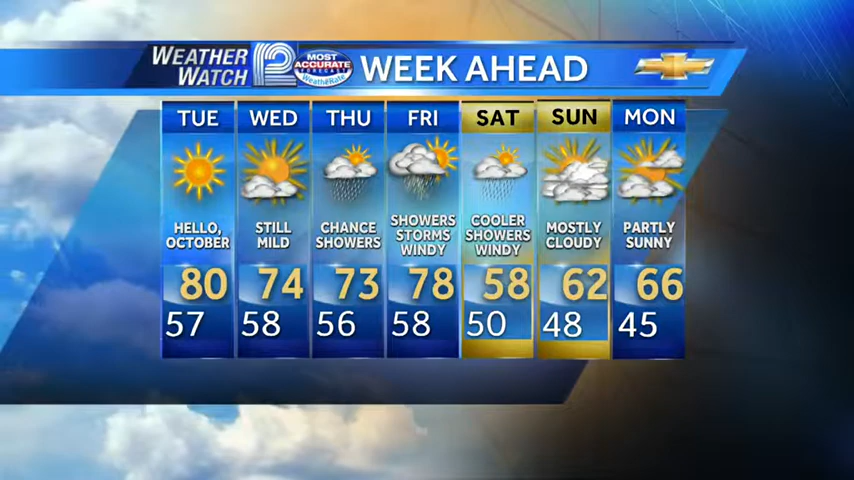 WEATHER WATCH 12 MOST ACCURATE FORECAST WeatheRate WEEK AHEAD
TUE WED THU FRI SAT SUN MON
HELLO, OCTOBER
STILL MILD
CHANCE SHOWERS
SHOWERS STORMS WINDY
COOLER SHOWERS WINDY
MOSTLY CLOUDY
PARTLY SUNNY
80 74 73 78 58 62 66
57 58 56 58 50 48 45